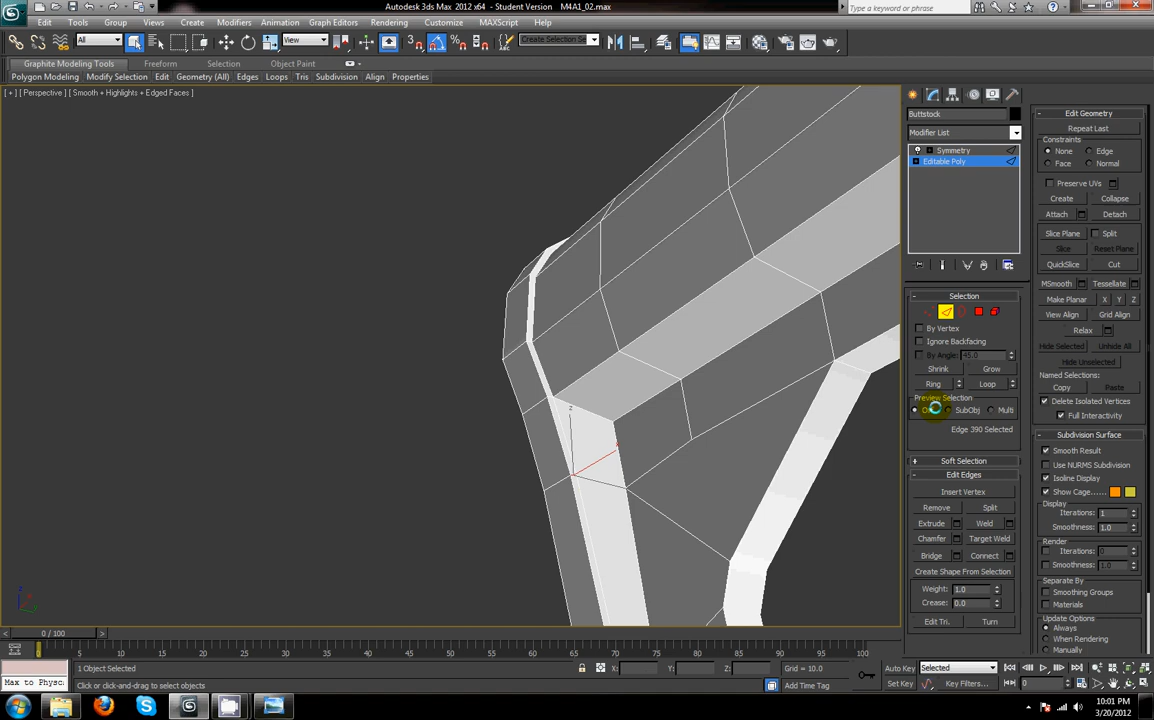 Autodesk 3ds Max 2012 x64 - Student Version M4A1_02.max
Type a keyword or phrase
Edit Tools Group Views Create Modifiers Animation Graph Editors Rendering Customize MAXScript Help
All View Create Selection Se
Graphite Modeling Tools Freeform Selection Object Paint
Polygon Modeling Modify Selection Edit Geometry (All) Edges Loops Tris Subdivision Align Properties
[ + ] [ Perspective ] [ Smooth + Highlights + Edged Faces ]
z
Buttstock
Modifier List
Symmetry
Editable Poly
Selection
By Vertex
Ignore Backfacing
By Angle: 45.0
Shrink Grow
Ring Loop
Preview Selection
SubObj Multi
Edge 390 Selected
Soft Selection
Edit Edges
Insert Vertex
Remove Split
Extrude Weld
Chamfer Target Weld
Bridge Connect
Create Shape From Selection
Weight: 1.0
Crease: 0.0
Edit Tri. Turn
Edit Geometry
Repeat Last
Constraints
None Edge
Face Normal
Preserve UVs
Create Collapse
Attach Detach
Slice Plane Split
Slice Reset Plane
QuickSlice Cut
MSmooth Tessellate
Make Planar X Y Z
View Align Grid Align
Relax
Hide Selected Unhide All
Hide Unselected
Named Selections:
Copy Paste
Delete Isolated Vertices
Full Interactivity
Subdivision Surface
Smooth Result
Use NURMS Subdivision
Isoline Display
Show Cage......
Display
Iterations: 1
Smoothness: 1.0
Render
Iterations: 0
Smoothness: 1.0
Separate By
Smoothing Groups
Materials
Update Options
Always
When Rendering
Manually
0 / 100
0 5 10 15 20 25 30 35 40 45 50 55 60 65 70 75 80 85 90 95 100
1 Object Selected X: Y: Z: Grid = 10.0 Auto Key Selected
Max to Physc Click or click-and-drag to select objects Add Time Tag Set Key Key Filters... 0
10:01 PM
3/20/2012